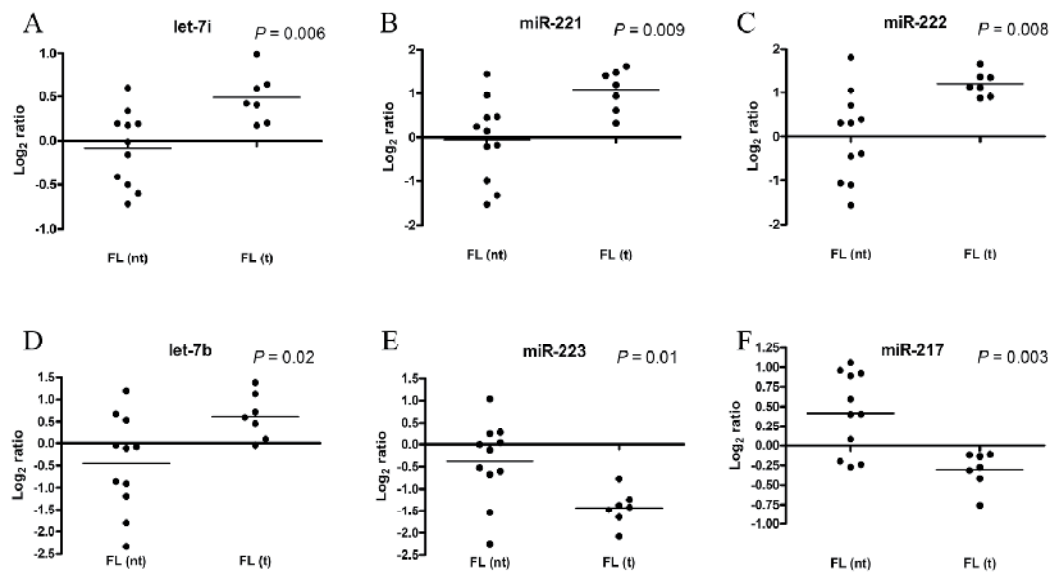 A
let-7i
P = 0.006
Log2 ratio
1.0
0.5
0.0
-0.5
-1.0
FL (nt)
FL (t)
B
miR-221
P = 0.009
Log2 ratio
2
1
0
-1
-2
FL (nt)
FL (t)
C
miR-222
P = 0.008
Log2 ratio
2
1
0
1
-2
FL (nt)
FL (t)
D
let-7b
P = 0.02
Log2 ratio
1.5
1.0
0.5
0.0
-0.5
-1.0
-1.5
-2.0
-2.5
FL (nt)
FL (t)
E
miR-223
P = 0.01
Log2 ratio
1.5
1.0
0.5
0.0
-0.5
-1.0
-1.5
-2.0
-2.5
FL (nt)
FL (t)
F
miR-217
P = 0.003
Log2 ratio
1.25
1.00
0.75
0.50
0.25
0.00
-0.25
-0.50
-0.75
-1.00
FL (nt)
FL (t)